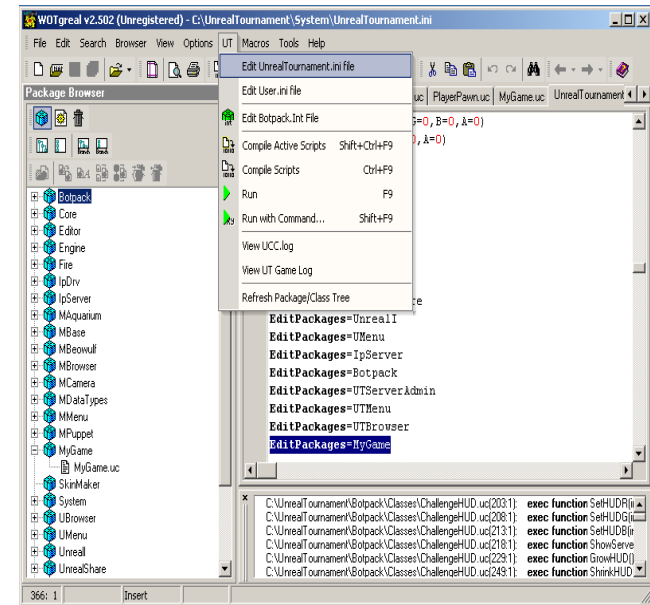 WOTgreal v2.502 (Unregistered) - C:\UnrealTournament\System\UnrealTournament.ini
File Edit Search Browser View Options UT Macros Tools Help
Package Browser
Edit UnrealTournament.ini file
Edit User.ini file
Edit Botpack.Int File
Compile Active Scripts Shift+Ctrl+F9
Compile Scripts Ctrl+F9
Run F9
Run with Command... Shift+F9
View UCC.log
View UT Game Log
Refresh Package/Class Tree
uc PlayerPawn.uc MyGame.uc UnrealTournament
=0,B=0,A=0)
,A=0)
Botpack
Core
Editor
Engine
Fire
IpDrv
IpServer
MAquarium
MBase
MBeowulf
MBrowser
MCamera
MDataTypes
MMenu
MPuppet
MyGame
MyGame.uc
SkinMaker
System
UBrowser
UMenu
UnrealI
UnrealShare
re
EditPackages=UnrealI
EditPackages=UMenu
EditPackages=IpServer
EditPackages=Botpack
EditPackages=UTServerAdmin
EditPackages=UTMenu
EditPackages=UTBrowser
EditPackages=MyGame
C:\UnrealTournament\Botpack\Classes\ChallengeHUD.uc(203:1): exec function SetHUDR(i
C:\UnrealTournament\Botpack\Classes\ChallengeHUD.uc(208:1): exec function SetHUDG(i
C:\UnrealTournament\Botpack\Classes\ChallengeHUD.uc(213:1): exec function SetHUDB(i
C:\UnrealTournament\Botpack\Classes\ChallengeHUD.uc(218:1): exec function ShowServe
C:\UnrealTournament\Botpack\Classes\ChallengeHUD.uc(229:1): exec function GrowHUD()
C:\UnrealTournament\Botpack\Classes\ChallengeHUD.uc(249:1): exec function ShrinkHUD
366: 1 Insert